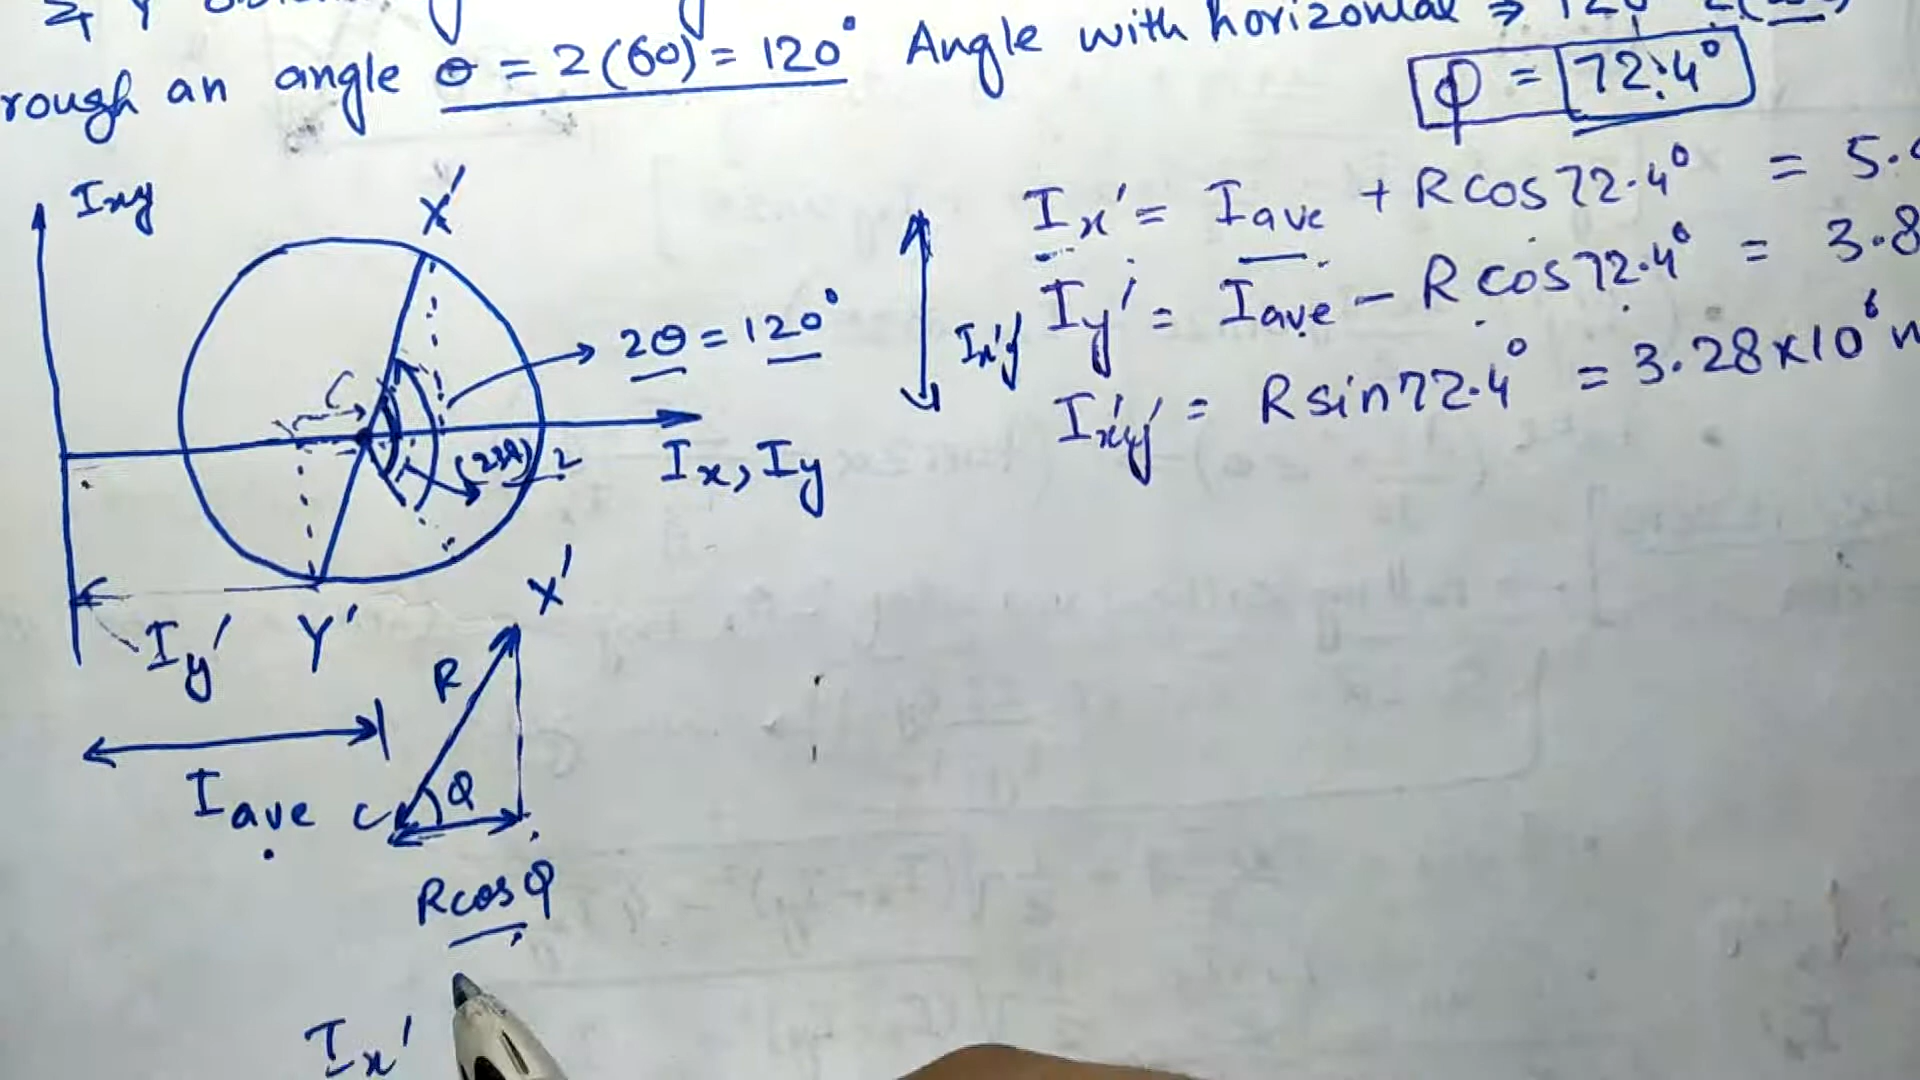 rough an angle θ = 2(60) = 120° Angle with horizontal ⇒
φ = 72.4°
Ixy
X'
2θ = 120°
C
Ix, Iy
Iy'
Y'
Ix' = Iave + R cos 72.4° = 5.
Iy' = Iave - R cos 72.4° = 3.8
Ix'y'
Ix'y' = R sin 72.4° = 3.28 x 10⁶
X'
R
φ
C
Iave
R cos φ
Ix'